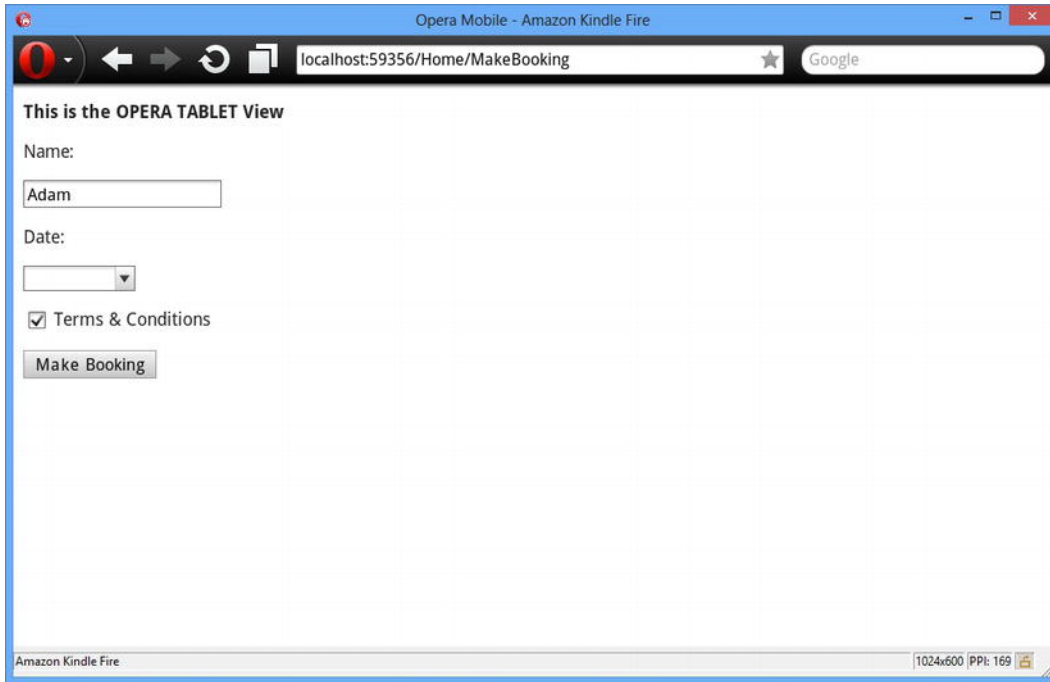 Opera Mobile - Amazon Kindle Fire
localhost:59356/Home/MakeBooking
Google
This is the OPERA TABLET View
Name:
Adam
Date:
Terms & Conditions
Make Booking
Amazon Kindle Fire
1024x600 PPI: 169